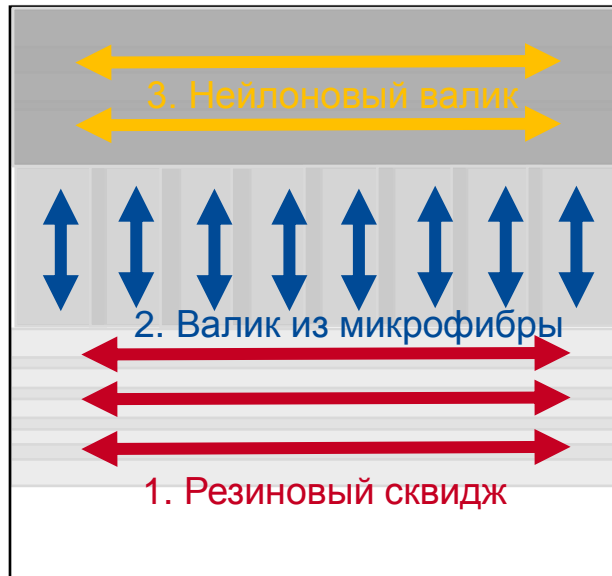 3. Нейлоновый валик
2. Валик из микрофибры
1. Резиновый сквидж